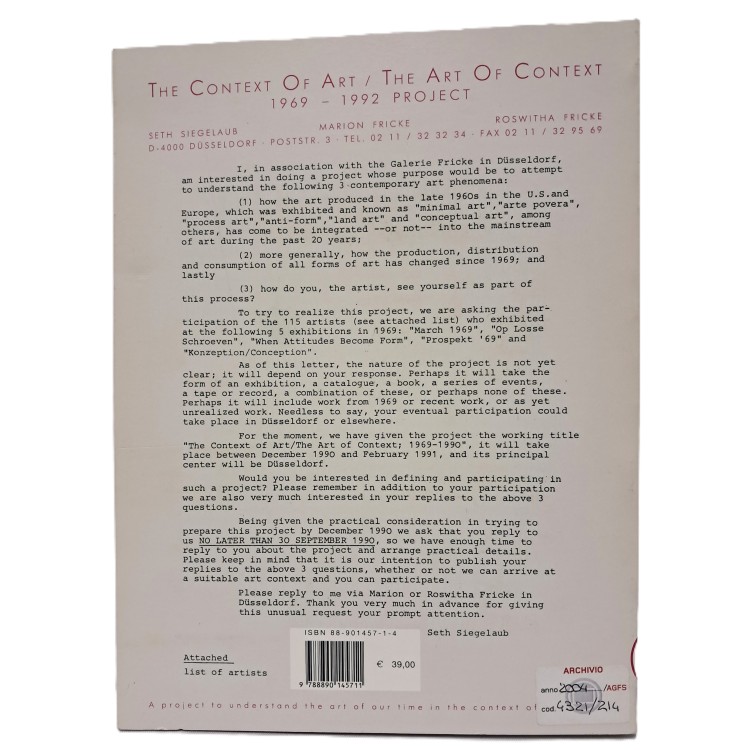 THE CONTEXT OF ART / THE ART OF CONTEXT
1969 – 1992 PROJECT
SETH SIEGELAUB MARION FRICKE ROSWITHA FRICKE
D-4000 DÜSSELDORF · POSTSTR. 3 · TEL. 02 11 / 32 32 34 · FAX 02 11 / 32 95 69
I, in association with the Galerie Fricke in Düsseldorf,
am interested in doing a project whose purpose would be to attempt
to understand the following 3 contemporary art phenomena:
(1) how the art produced in the late 1960s in the U.S.and
Europe, which was exhibited and known as "minimal art","arte povera",
"process art","anti-form","land art" and "conceptual art", among
others, has come to be integrated --or not-- into the mainstream
of art during the past 20 years;
(2) more generally, how the production, distribution
and consumption of all forms of art has changed since 1969; and
lastly
(3) how do you, the artist, see yourself as part of
this process?
To try to realize this project, we are asking the par-
ticipation of the 115 artists (see attached list) who exhibited
at the following 5 exhibitions in 1969: "March 1969", "Op Losse
Schroeven", "When Attitudes Become Form", "Prospekt '69" and
"Konzeption/Conception".
As of this letter, the nature of the project is not yet
clear; it will depend on your response. Perhaps it will take the
form of an exhibition, a catalogue, a book, a series of events,
a tape or record, a combination of these, or perhaps none of these.
Perhaps it will include work from 1969 or recent work, or as yet
unrealized work. Needless to say, your eventual participation could
take place in Düsseldorf or elsewhere.
For the moment, we have given the project the working title
"The Context of Art/The Art of Context; 1969-1990", it will take
place between December 1990 and February 1991, and its principal
center will be Düsseldorf.
Would you be interested in defining and participating in
such a project? Please remember in addition to your participation
we are also very much interested in your replies to the above 3
questions.
Being given the practical consideration in trying to
prepare this project by December 1990 we ask that you reply to
us NO LATER THAN 30 SEPTEMBER 1990, so we have enough time to
reply to you about the project and arrange practical details.
Please keep in mind that it is our intention to publish your
replies to the above 3 questions, whether or not we can arrive at
a suitable art context and you can participate.
Please reply to me via Marion or Roswitha Fricke in
Düsseldorf. Thank you very much in advance for giving
this unusual request your prompt attention.
ISBN 88-901457-1-4
Seth Siegelaub
€ 39,00
9 788890 145711
Attached
list of artists
ARCHIVIO
anno 2004 /AGFS
cod. 4321/214
A project to understand the art of our time in the context of